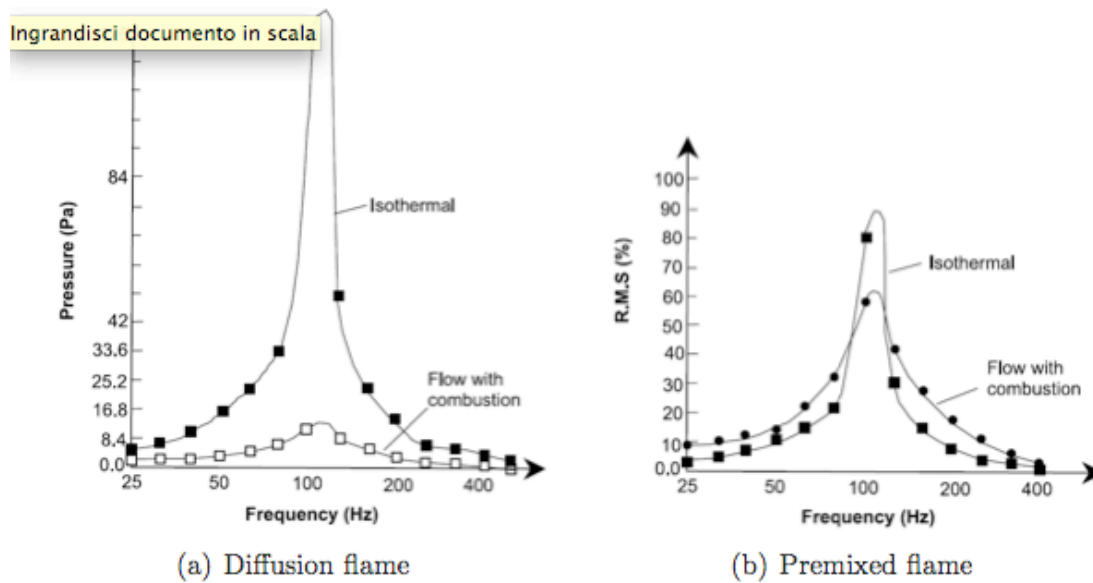 Ingrandisci documento in scala
Pressure (Pa)
84
42
33.6
25.2
16.8
8.4
0.0
Isothermal
Flow with
combustion
25 50 100 200 400
Frequency (Hz)
(a) Diffusion flame
R.M.S (%)
100
90
80
70
60
50
40
30
20
10
0.0
Isothermal
Flow with
combustion
25 50 100 200 400
Frequency (Hz)
(b) Premixed flame